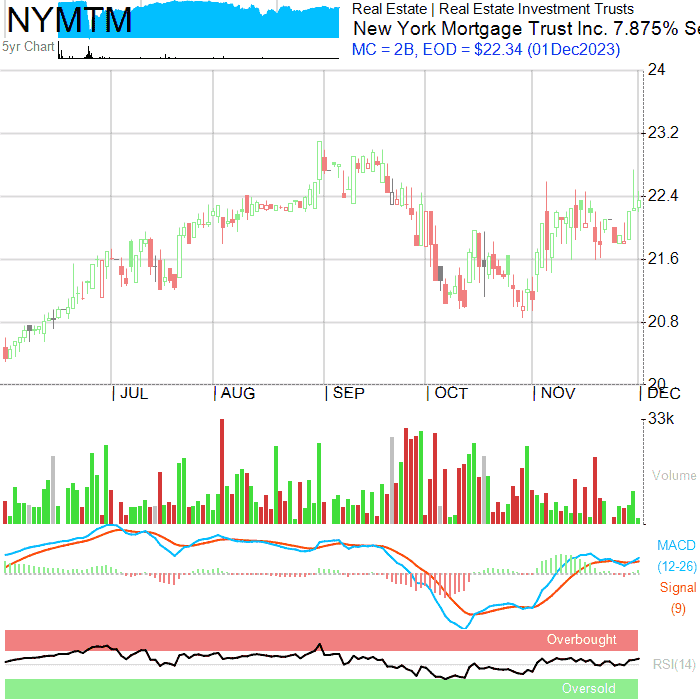 NYMTM
Real Estate | Real Estate Investment Trusts
New York Mortgage Trust Inc. 7.875% Se
5yr Chart
MC = 2B, EOD = $22.34 (01Dec2023)
24
23.2
22.4
21.6
20.8
20
JUL
AUG
SEP
OCT
NOV
DEC
33k
Volume
MACD
(12-26)
Signal
(9)
Overbought
RSI(14)
Oversold